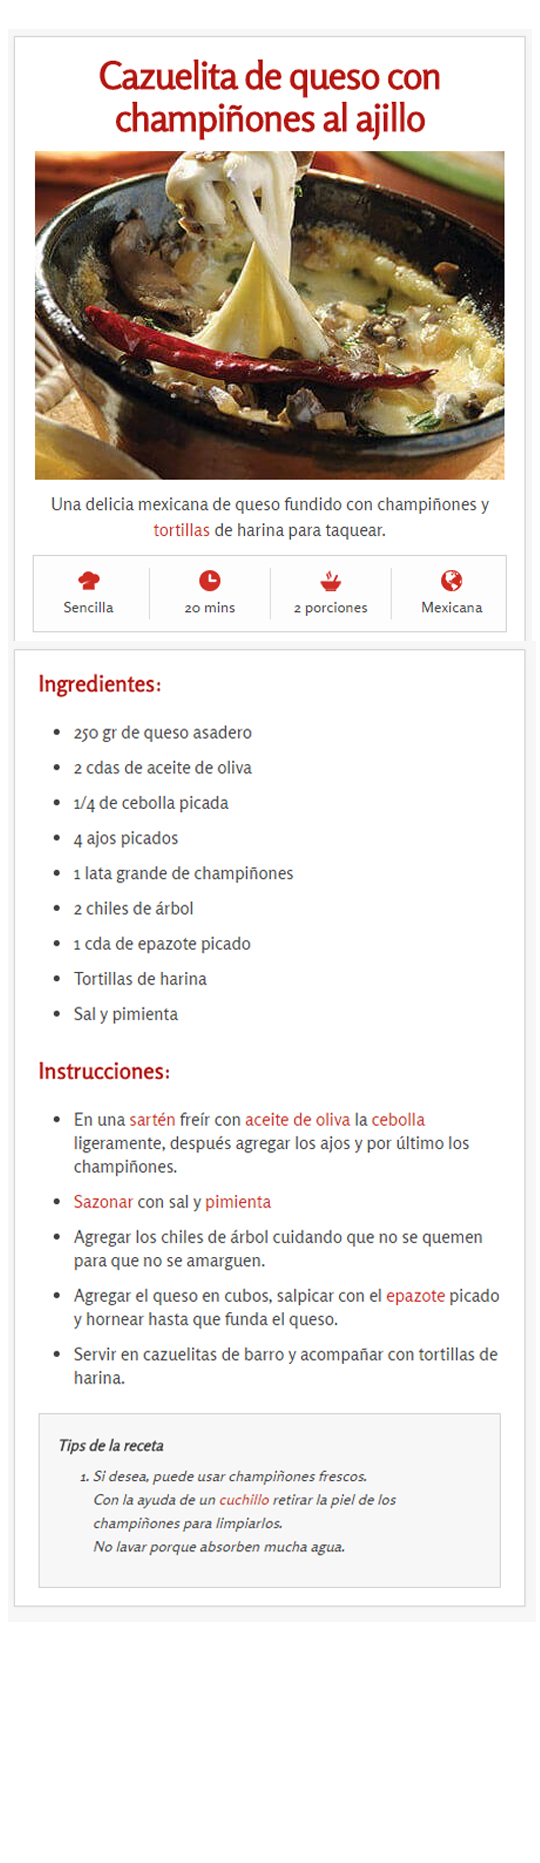 Cazuelita de queso con
champiñones al ajillo
Una delicia mexicana de queso fundido con champiñones y
tortillas de harina para taquear.
Sencilla
20 mins
2 porciones
Mexicana
Ingredientes:
• 250 gr de queso asadero
• 2 cdas de aceite de oliva
• 1/4 de cebolla picada
• 4 ajos picados
• 1 lata grande de champiñones
• 2 chiles de árbol
• 1 cda de epazote picado
• Tortillas de harina
• Sal y pimienta
Instrucciones:
• En una sartén freír con aceite de oliva la cebolla
ligeramente, después agregar los ajos y por último los
champiñones.
• Sazonar con sal y pimienta
• Agregar los chiles de árbol cuidando que no se quemen
para que no se amarguen.
• Agregar el queso en cubos, salpicar con el epazote picado
y hornear hasta que funda el queso.
• Servir en cazuelitas de barro y acompañar con tortillas de
harina.
Tips de la receta
1. Si desea, puede usar champiñones frescos.
Con la ayuda de un cuchillo retirar la piel de los
champiñones para limpiarlos.
No lavar porque absorben mucha agua.